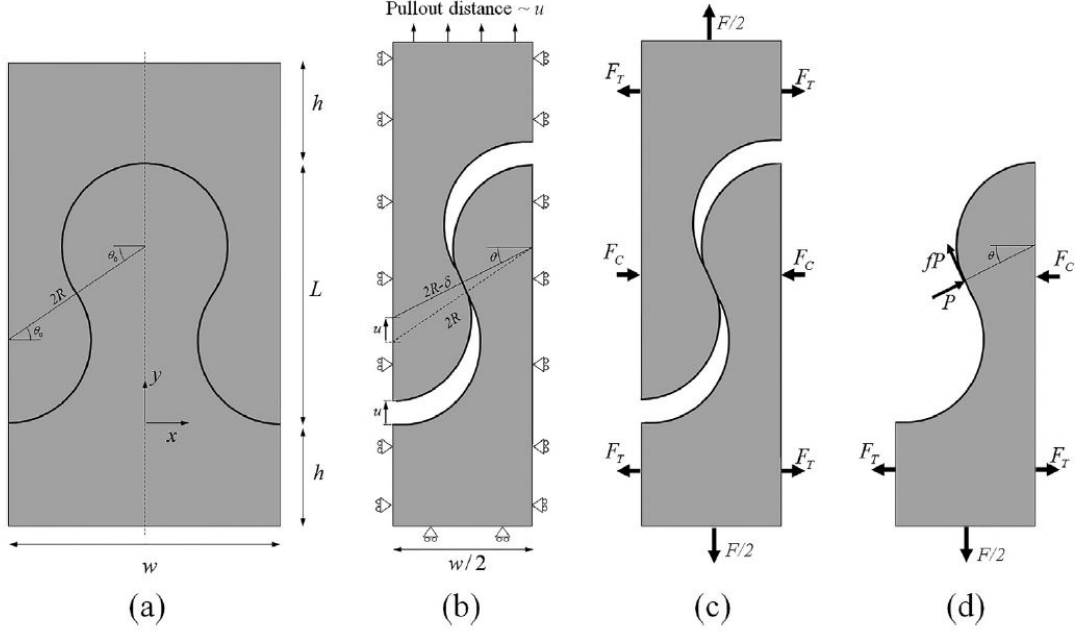 Pullout distance ~ u
F/2
F_T
F_T
h
θ₀
2R
θ₀
L
y
x
h
w
θ
2R-δ
2R
u
u
w/2
F_C
F_C
F_T
F_T
F/2
fP
P
θ
F_C
F_T
F_T
F/2
(a)
(b)
(c)
(d)